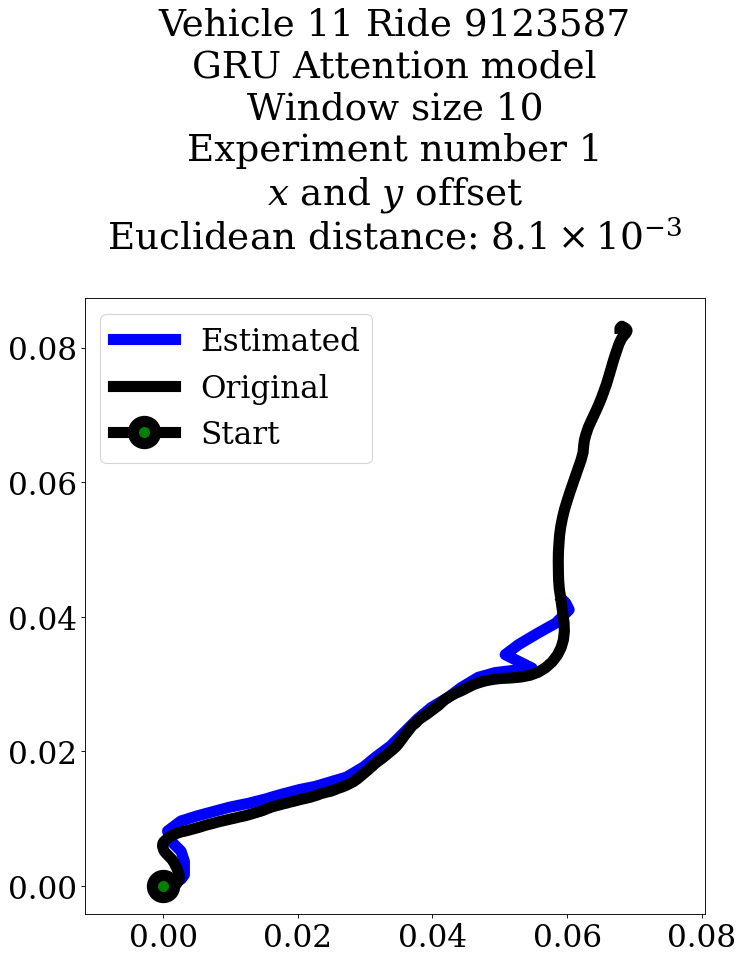 Vehicle 11 Ride 9123587
GRU Attention model
Window size 10
Experiment number 1
x and y offset
Euclidean distance: 8.1 × 10⁻³
Estimated
Original
Start
0.08
0.06
0.04
0.02
0.00
0.00 0.02 0.04 0.06 0.08